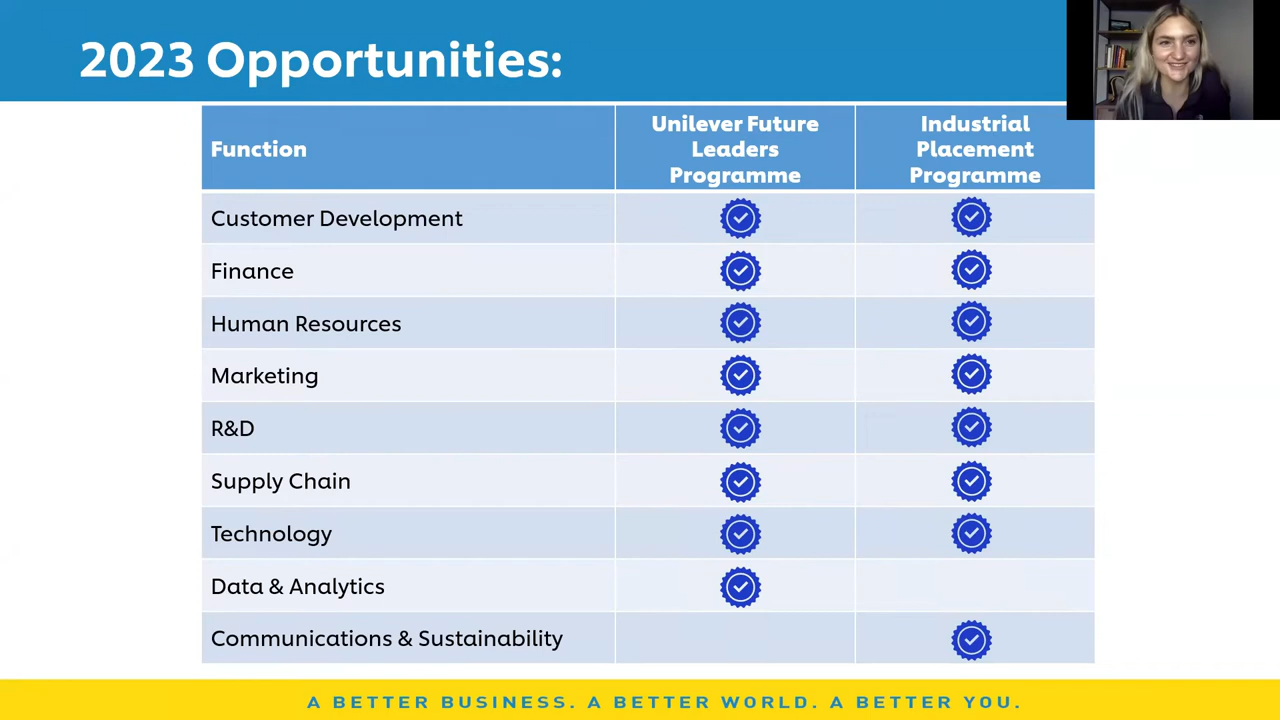 2023 Opportunities:
Function
Unilever Future
Leaders
Programme
Industrial
Placement
Programme
Customer Development
Finance
Human Resources
Marketing
R&D
Supply Chain
Technology
Data & Analytics
Communications & Sustainability
A BETTER BUSINESS. A BETTER WORLD. A BETTER YOU.